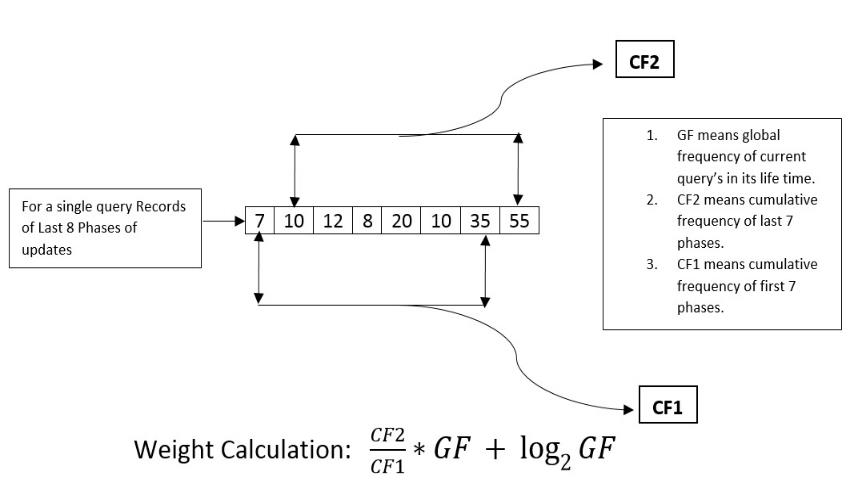 CF2
1. GF means global
frequency of current
query's in its life time.
2. CF2 means cumulative
frequency of last 7
phases.
3. CF1 means cumulative
frequency of first 7
phases.
For a single query Records
of Last 8 Phases of
updates
7 10 12 8 20 10 35 55
CF1
Weight Calculation: CF2/CF1 * GF + log₂ GF